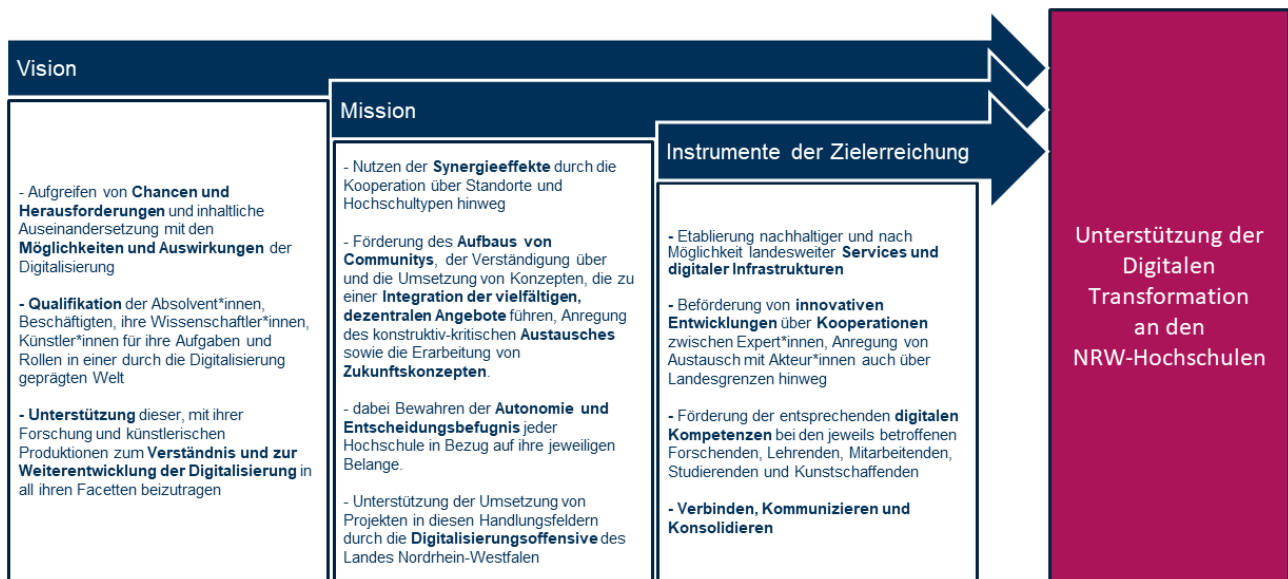 Vision
- Aufgreifen von Chancen und
Herausforderungen und inhaltliche
Auseinandersetzung mit den
Möglichkeiten und Auswirkungen der
Digitalisierung
- Qualifikation der Absolvent*innen,
Beschäftigten, ihre Wissenschaftler*innen,
Künstler*innen für ihre Aufgaben und
Rollen in einer durch die Digitalisierung
geprägten Welt
- Unterstützung dieser, mit ihrer
Forschung und künstlerischen
Produktionen zum Verständnis und zur
Weiterentwicklung der Digitalisierung in
all ihren Facetten beizutragen
Mission
- Nutzen der Synergieeffekte durch die
Kooperation über Standorte und
Hochschultypen hinweg
- Förderung des Aufbaus von
Communitys, der Verständigung über
und die Umsetzung von Konzepten, die zu
einer Integration der vielfältigen,
dezentralen Angebote führen, Anregung
des konstruktiv-kritischen Austausches
sowie die Erarbeitung von
Zukunftskonzepten.
- dabei Bewahren der Autonomie und
Entscheidungsbefugnis jeder
Hochschule in Bezug auf ihre jeweiligen
Belange.
- Unterstützung der Umsetzung von
Projekten in diesen Handlungsfeldern
durch die Digitalisierungsoffensive des
Landes Nordrhein-Westfalen
Instrumente der Zielerreichung
- Etablierung nachhaltiger und nach
Möglichkeit landesweiter Services und
digitaler Infrastrukturen
- Beförderung von innovativen
Entwicklungen über Kooperationen
zwischen Expert*innen, Anregung von
Austausch mit Akteur*innen auch über
Landesgrenzen hinweg
- Förderung der entsprechenden digitalen
Kompetenzen bei den jeweils betroffenen
Forschenden, Lehrenden, Mitarbeitenden,
Studierenden und Kunstschaffenden
- Verbinden, Kommunizieren und
Konsolidieren
Unterstützung der
Digitalen
Transformation
an den
NRW-Hochschulen